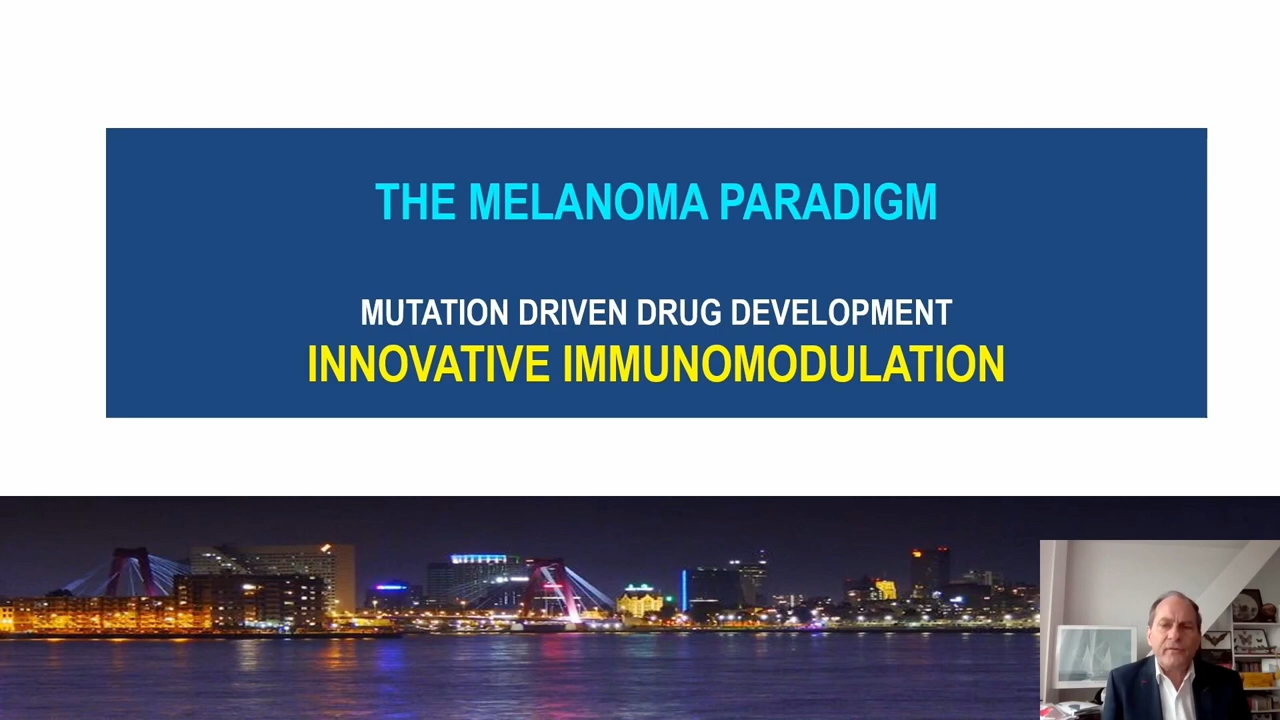 THE MELANOMA PARADIGM
MUTATION DRIVEN DRUG DEVELOPMENT
INNOVATIVE IMMUNOMODULATION